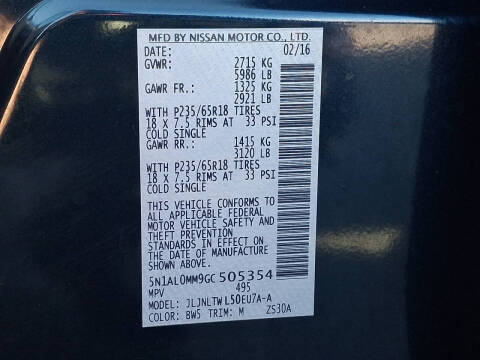 MFD BY NISSAN MOTOR CO., LTD.
DATE: 02/16
GVWR: 2715 KG
5986 LB
GAWR FR.: 1325 KG
2921 LB
WITH P235/65R18 TIRES
18 X 7.5 RIMS AT 33 PSI
COLD SINGLE
GAWR RR.: 1415 KG
3120 LB
WITH P235/65R18 TIRES
18 X 7.5 RIMS AT 33 PSI
COLD SINGLE
THIS VEHICLE CONFORMS TO
ALL APPLICABLE FEDERAL
MOTOR VEHICLE SAFETY AND
THEFT PREVENTION
STANDARDS IN EFFECT ON
THE DATE OF MANUFACTURE
5N1AL0MM9GC 505354
MPV 495
MODEL: JLJNLTW L50EU7A-A
COLOR: BW5 TRIM: M ZS30A